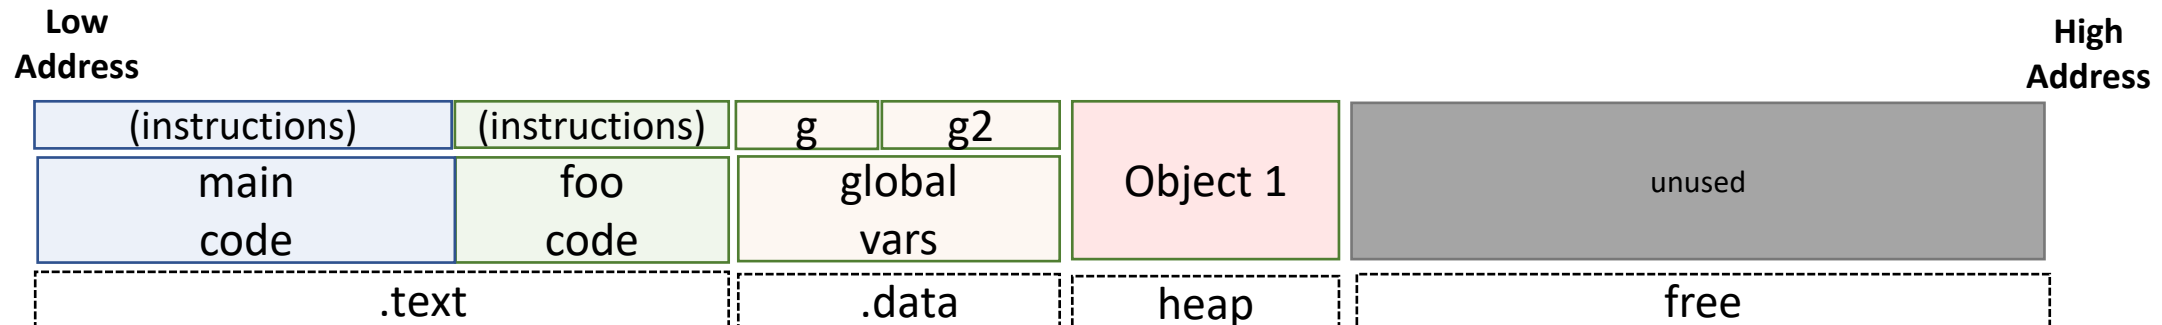 Low
Address
High
Address
(instructions) (instructions) g g2
main
code
foo
code
global
vars
Object 1
unused
.text .data heap free